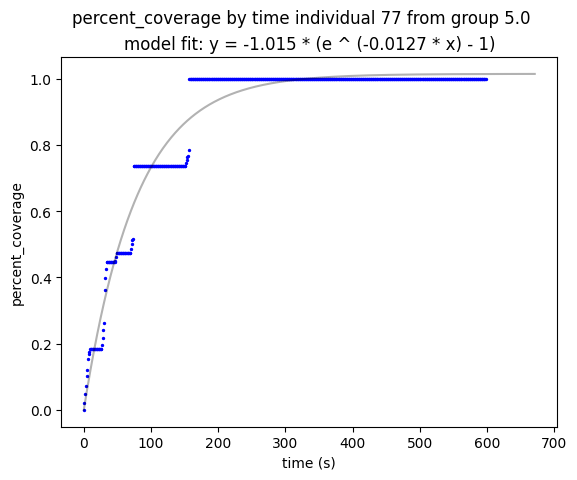 percent_coverage by time individual 77 from group 5.0
model fit: y = -1.015 * (e ^ (-0.0127 * x) - 1)
percent_coverage
1.0
0.8
0.6
0.4
0.2
0.0
0 100 200 300 400 500 600 700
time (s)